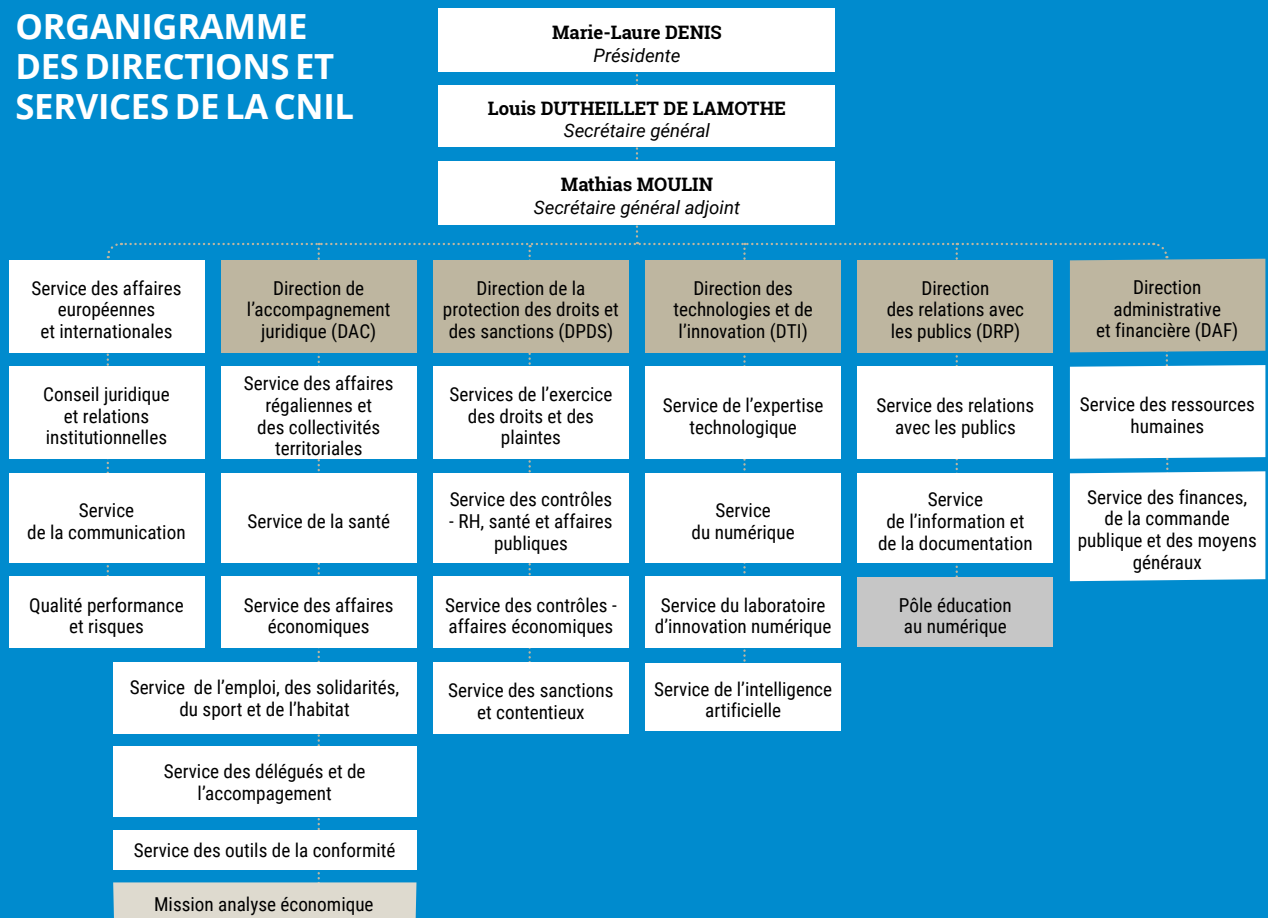 ORGANIGRAMME
DES DIRECTIONS ET
SERVICES DE LA CNIL
Marie-Laure DENIS
Présidente
Louis DUTHEILLET DE LAMOTHE
Secrétaire général
Mathias MOULIN
Secrétaire général adjoint
Service des affaires
européennes
et internationales
Conseil juridique
et relations
institutionnelles
Service
de la communication
Qualité performance
et risques
Direction de
l'accompagnement
juridique (DAC)
Service des affaires
régaliennes et
des collectivités
territoriales
Service de la santé
Service des affaires
économiques
Service de l'emploi, des solidarités,
du sport et de l'habitat
Service des délégués et de
l'accompagement
Service des outils de la conformité
Mission analyse économique
Direction de la
protection des droits et
des sanctions (DPDS)
Services de l'exercice
des droits et des
plaintes
Service des contrôles
- RH, santé et affaires
publiques
Service des contrôles -
affaires économiques
Service des sanctions
et contentieux
Direction des
technologies et de
l'innovation (DTI)
Service de l'expertise
technologique
Service
du numérique
Service du laboratoire
d'innovation numérique
Service de l'intelligence
artificielle
Direction
des relations avec
les publics (DRP)
Service des relations
avec les publics
Service
de l'information et
de la documentation
Pôle éducation
au numérique
Direction
administrative
et financière (DAF)
Service des ressources
humaines
Service des finances,
de la commande
publique et des moyens
généraux